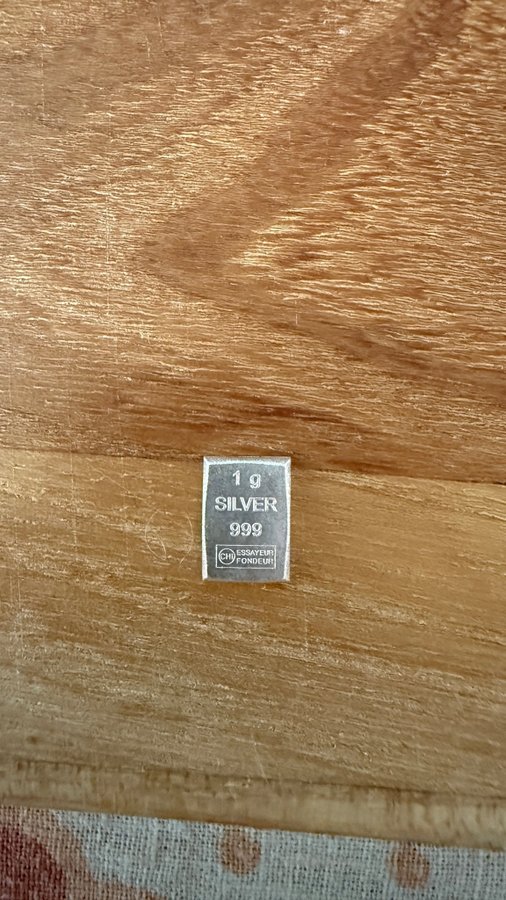 1 g
SILVER
999
CHI ESSAYEUR
FONDEUR